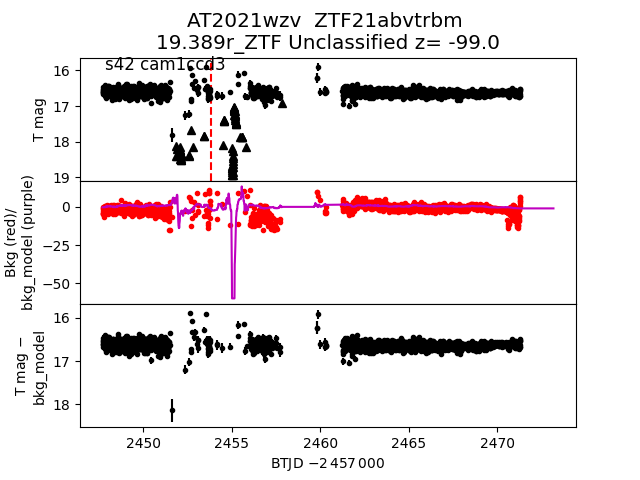 AT2021wzv  ZTF21abvtrbm
19.389r_ZTF Unclassified z= -99.0
s42 cam1ccd3
16
17
18
19
T mag
0
−25
−50
Bkg (red)/
bkg_model (purple)
16
17
18
T mag −
bkg_model
2450
2455
2460
2465
2470
BTJD −2 457 000